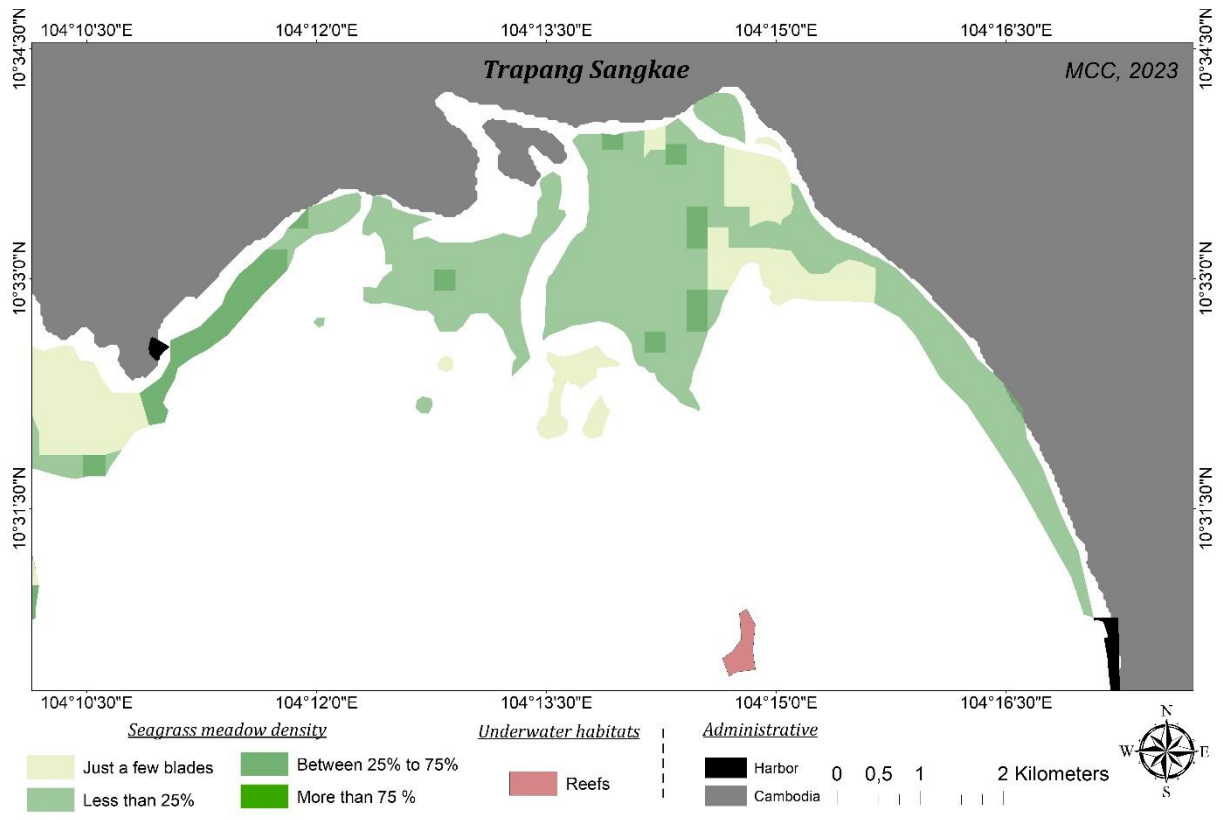 104°10'30"E 104°12'0"E 104°13'30"E 104°15'0"E 104°16'30"E
10°34'30"N 10°34'30"N
Trapang Sangkae MCC, 2023
10°33'0"N 10°33'0"N
10°31'30"N 10°31'30"N
104°10'30"E 104°12'0"E 104°13'30"E 104°15'0"E 104°16'30"E
Seagrass meadow density
Just a few blades
Less than 25%
Between 25% to 75%
More than 75 %
Underwater habitats
Reefs
Administrative
Harbor
Cambodia
0 0,5 1 2 Kilometers
N
W E
S